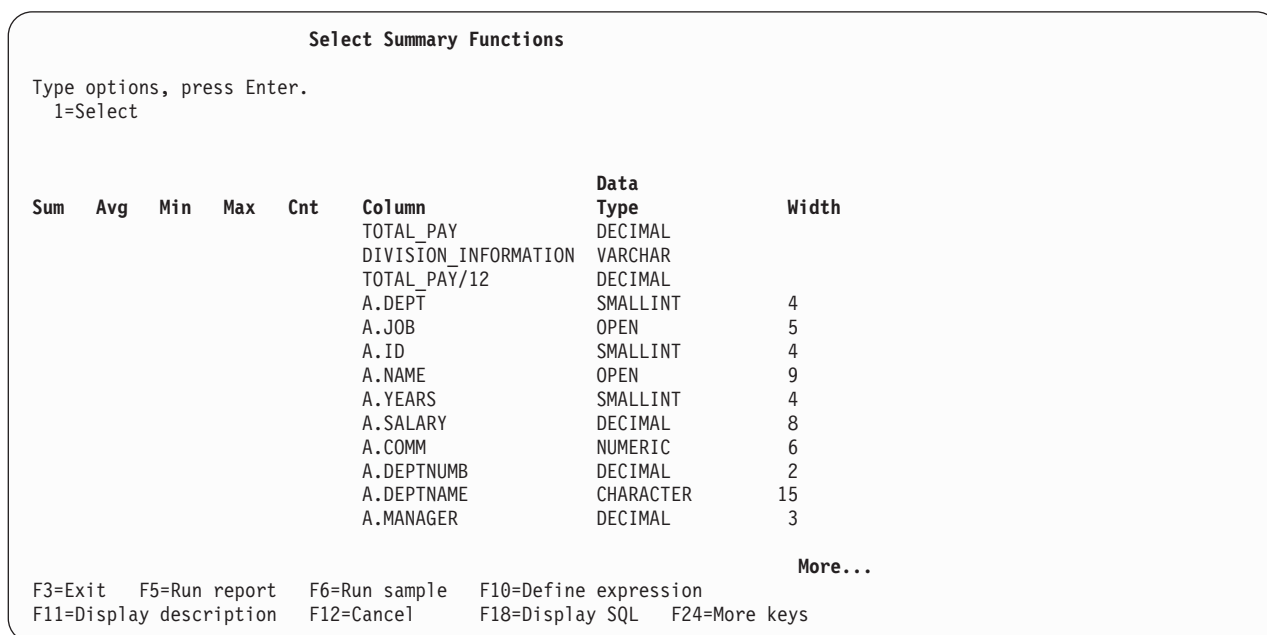 Select Summary Functions
Type options, press Enter.
1=Select
Data
Sum Avg Min Max Cnt Column Type Width
TOTAL_PAY DECIMAL
DIVISION_INFORMATION VARCHAR
TOTAL_PAY/12 DECIMAL
A.DEPT SMALLINT 4
A.JOB OPEN 5
A.ID SMALLINT 4
A.NAME OPEN 9
A.YEARS SMALLINT 4
A.SALARY DECIMAL 8
A.COMM NUMERIC 6
A.DEPTNUMB DECIMAL 2
A.DEPTNAME CHARACTER 15
A.MANAGER DECIMAL 3
More...
F3=Exit F5=Run report F6=Run sample F10=Define expression
F11=Display description F12=Cancel F18=Display SQL F24=More keys